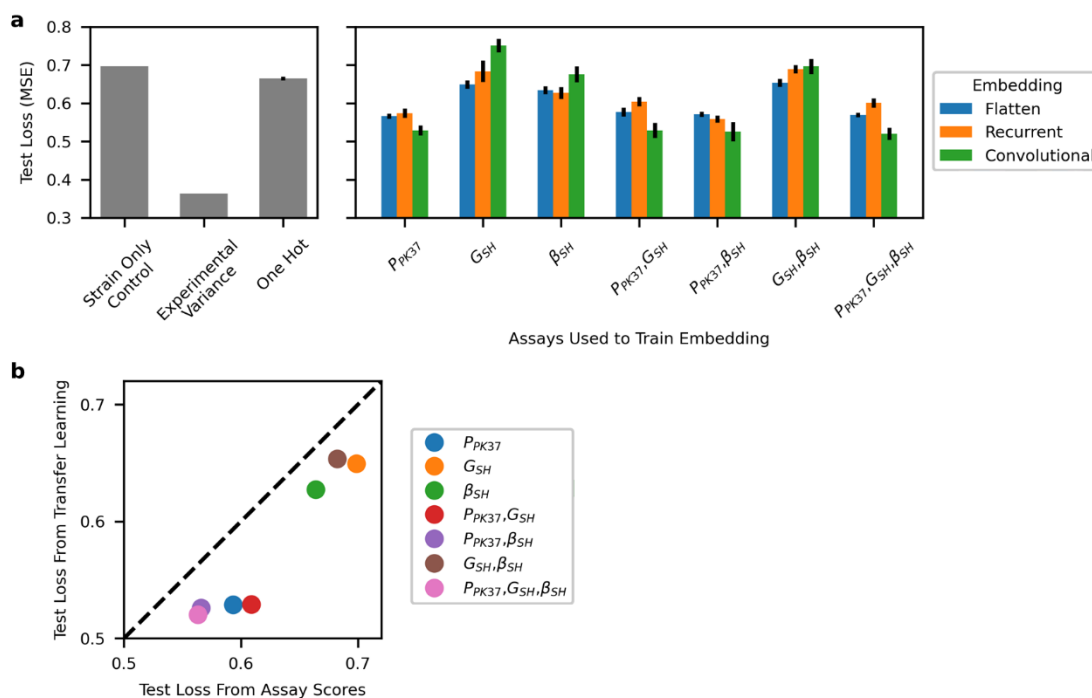 a
Test Loss (MSE)
0.8
0.7
0.6
0.5
0.4
0.3
Strain Only
Control
Experimental
Variance
One Hot
P_PK37
G_SH
β_SH
P_PK37,G_SH
P_PK37,β_SH
G_SH,β_SH
P_PK37,G_SH,β_SH
Assays Used to Train Embedding
Embedding
Flatten
Recurrent
Convolutional
b
Test Loss From Transfer Learning
0.7
0.6
0.5
0.5
0.6
0.7
Test Loss From Assay Scores
P_PK37
G_SH
β_SH
P_PK37,G_SH
P_PK37,β_SH
G_SH,β_SH
P_PK37,G_SH,β_SH